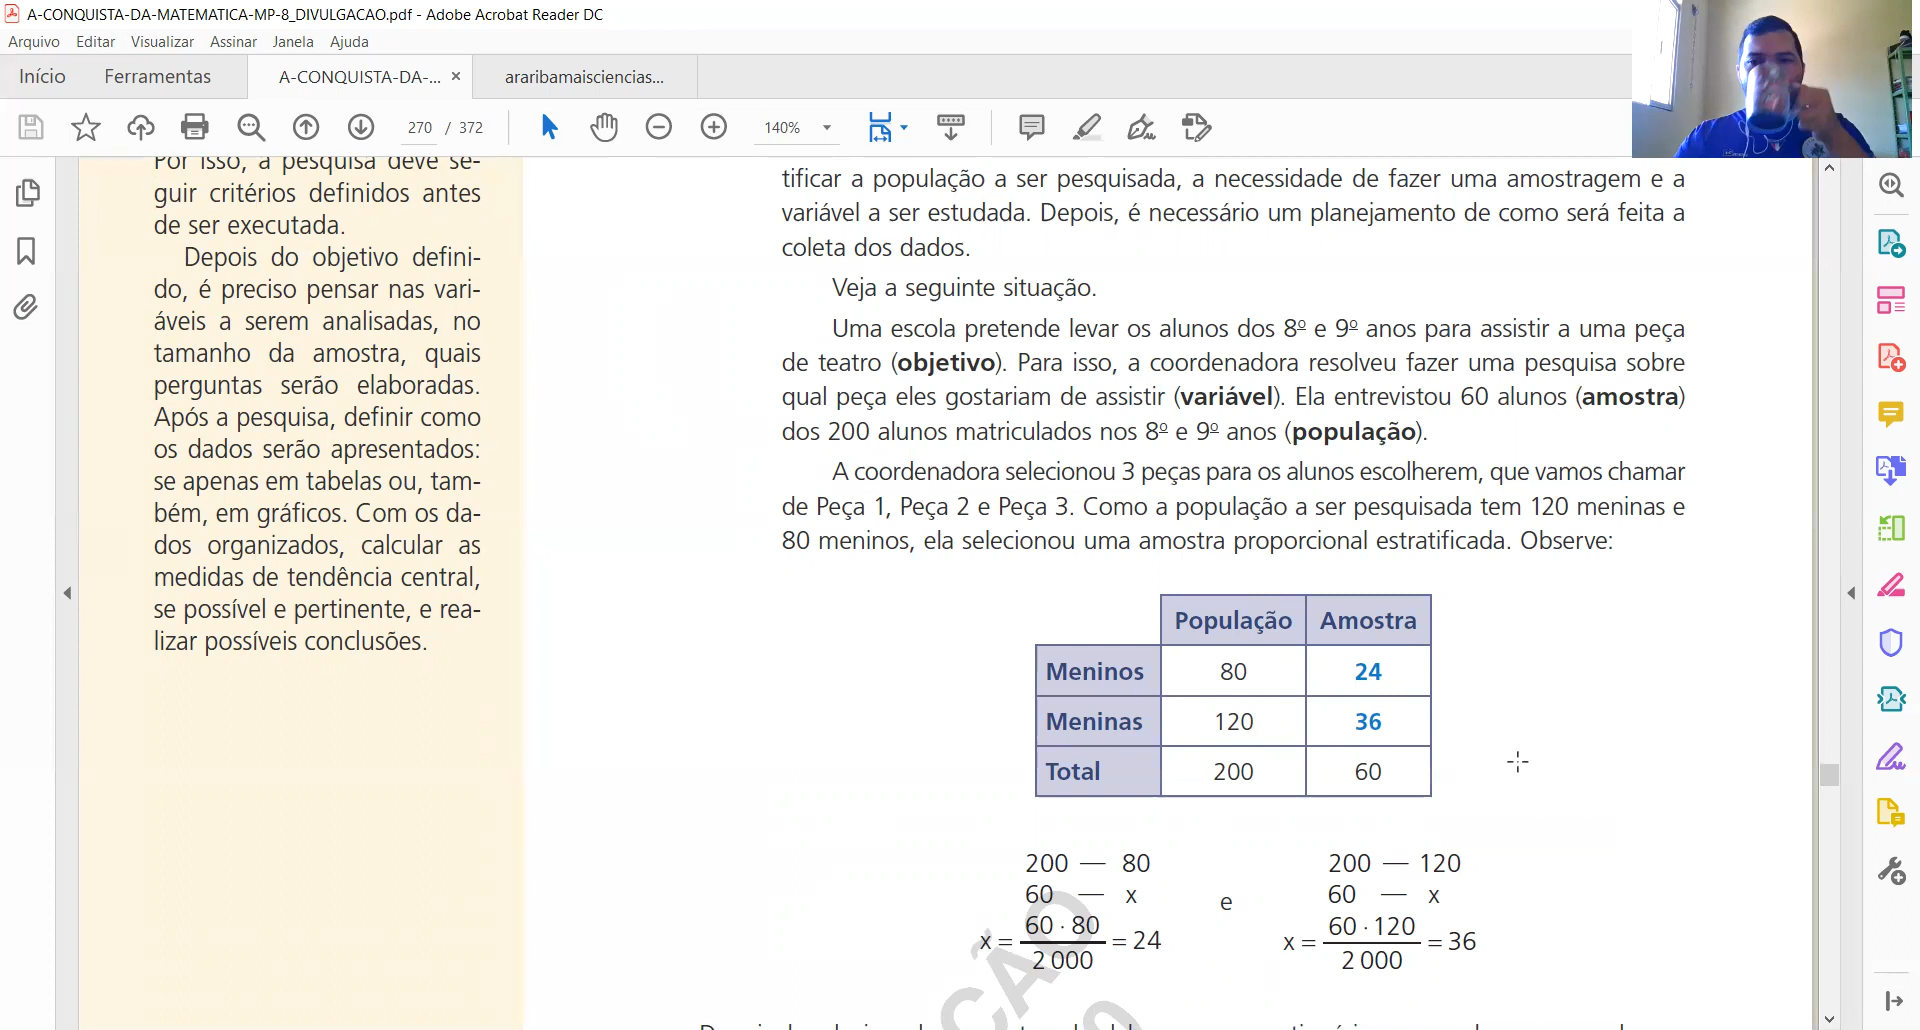 A-CONQUISTA-DA-MATEMATICA-MP-8_DIVULGACAO.pdf - Adobe Acrobat Reader DC
Arquivo Editar Visualizar Assinar Janela Ajuda
Início Ferramentas A-CONQUISTA-DA-... × araribamaisciencias...
270 / 372 140%
Por isso, a pesquisa deve se-
guir critérios definidos antes
de ser executada.
Depois do objetivo defini-
do, é preciso pensar nas vari-
áveis a serem analisadas, no
tamanho da amostra, quais
perguntas serão elaboradas.
Após a pesquisa, definir como
os dados serão apresentados:
se apenas em tabelas ou, tam-
bém, em gráficos. Com os da-
dos organizados, calcular as
medidas de tendência central,
se possível e pertinente, e rea-
lizar possíveis conclusões.
tificar a população a ser pesquisada, a necessidade de fazer uma amostragem e a
variável a ser estudada. Depois, é necessário um planejamento de como será feita a
coleta dos dados.
Veja a seguinte situação.
Uma escola pretende levar os alunos dos 8º e 9º anos para assistir a uma peça
de teatro (objetivo). Para isso, a coordenadora resolveu fazer uma pesquisa sobre
qual peça eles gostariam de assistir (variável). Ela entrevistou 60 alunos (amostra)
dos 200 alunos matriculados nos 8º e 9º anos (população).
A coordenadora selecionou 3 peças para os alunos escolherem, que vamos chamar
de Peça 1, Peça 2 e Peça 3. Como a população a ser pesquisada tem 120 meninas e
80 meninos, ela selecionou uma amostra proporcional estratificada. Observe:
População Amostra
Meninos 80 24
Meninas 120 36
Total 200 60
200 — 80
60 — x
x = 60 · 80 / 2 000 = 24
e
200 — 120
60 — x
x = 60 · 120 / 2 000 = 36
ÇÃO